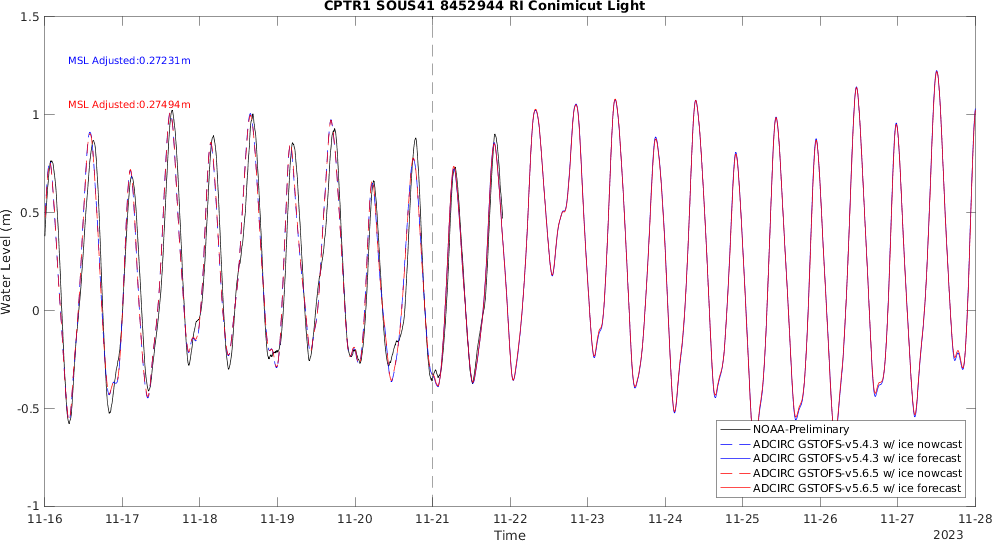 CPTR1 SOUS41 8452944 RI Conimicut Light
1.5
MSL Adjusted:0.27231m
MSL Adjusted:0.27494m
1
0.5
Water Level (m)
0
-0.5
-1
NOAA-Preliminary
ADCIRC GSTOFS-v5.4.3 w/ ice nowcast
ADCIRC GSTOFS-v5.4.3 w/ ice forecast
ADCIRC GSTOFS-v5.6.5 w/ ice nowcast
ADCIRC GSTOFS-v5.6.5 w/ ice forecast
11-16 11-17 11-18 11-19 11-20 11-21 11-22 11-23 11-24 11-25 11-26 11-27 11-28
Time
2023